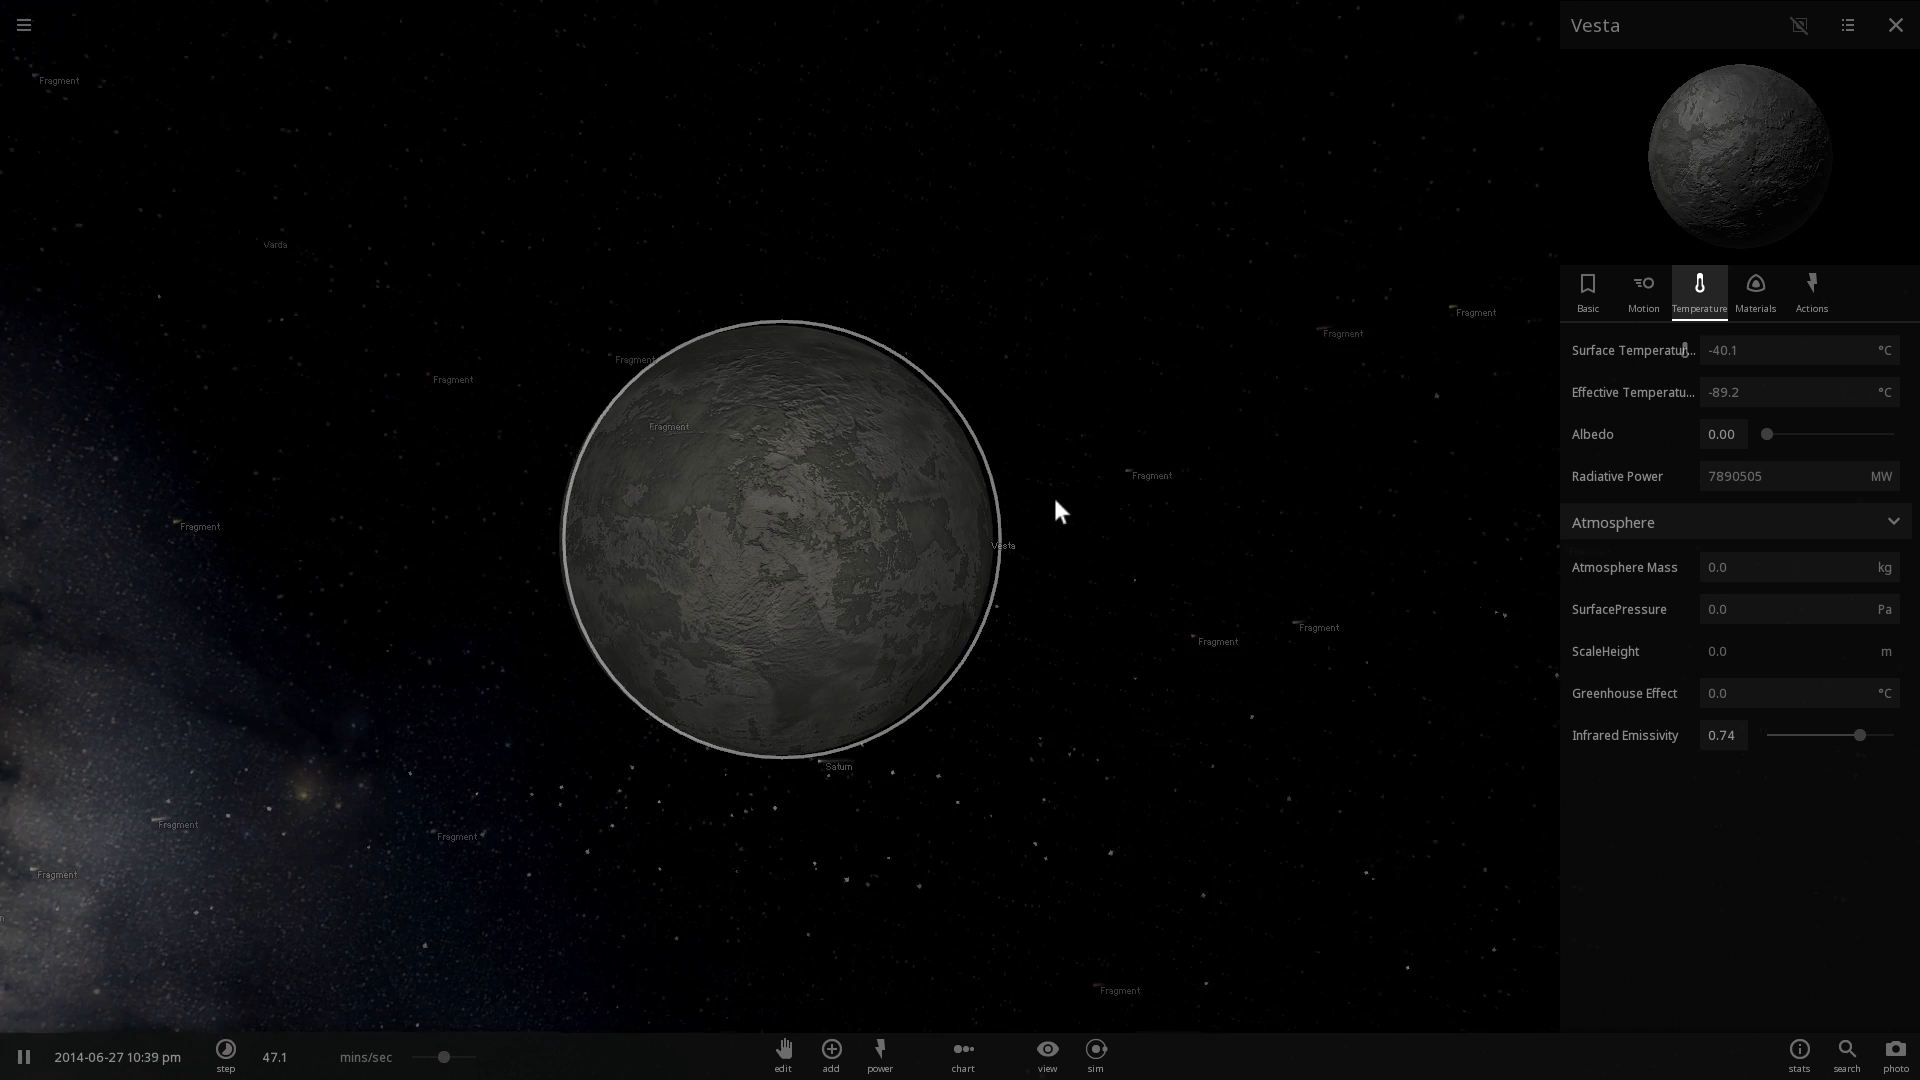 Vesta
Fragment
Vards
Fragment
Fragment
Fragment
Fragment
Fragment
Fragment
Fragment
Vesta
Fragment
Fragment
Saturn
Fragment
Fragment
Fragment
Fragment
Basic
Motion
Temperature
Materials
Actions
Surface Temperatur... -40.1 °C
Effective Temperatu... -89.2 °C
Albedo 0.00
Radiative Power 7890505 MW
Atmosphere
Atmosphere Mass 0.0 kg
SurfacePressure 0.0 Pa
ScaleHeight 0.0 m
Greenhouse Effect 0.0 °C
Infrared Emissivity 0.74
2014-06-27 10:39 pm
step
47.1 mins/sec
edit
add
power
chart
view
sim
stats
search
photo